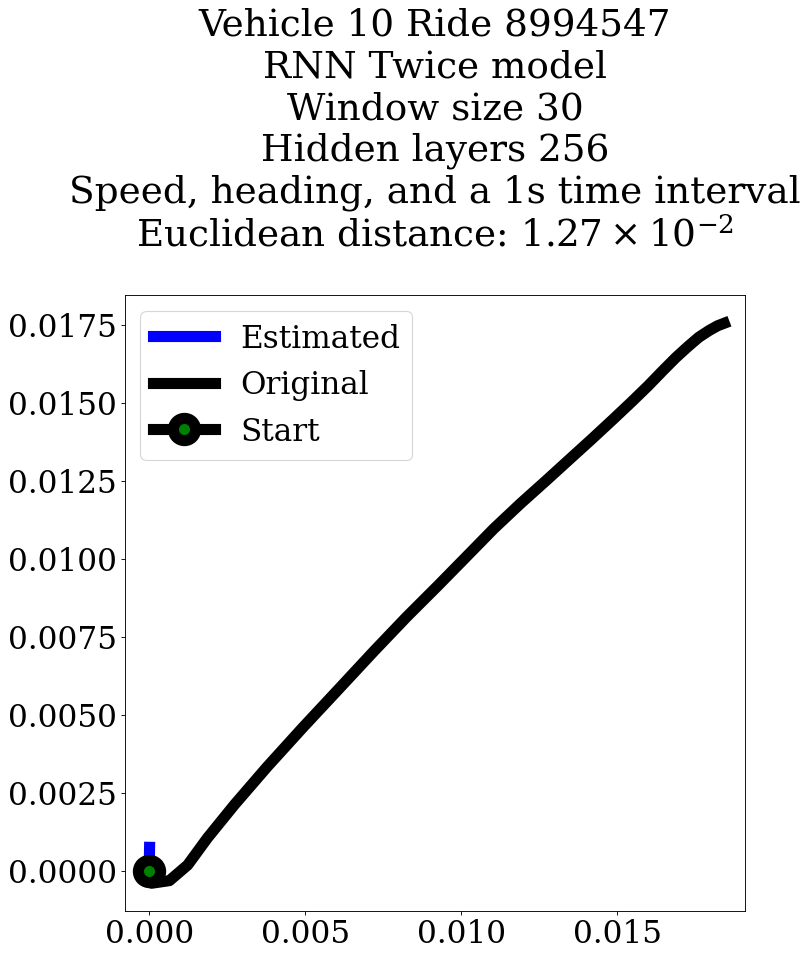 Vehicle 10 Ride 8994547
RNN Twice model
Window size 30
Hidden layers 256
Speed, heading, and a 1s time interval
Euclidean distance: 1.27 × 10⁻²
Estimated
Original
Start
0.0175
0.0150
0.0125
0.0100
0.0075
0.0050
0.0025
0.0000
0.000 0.005 0.010 0.015